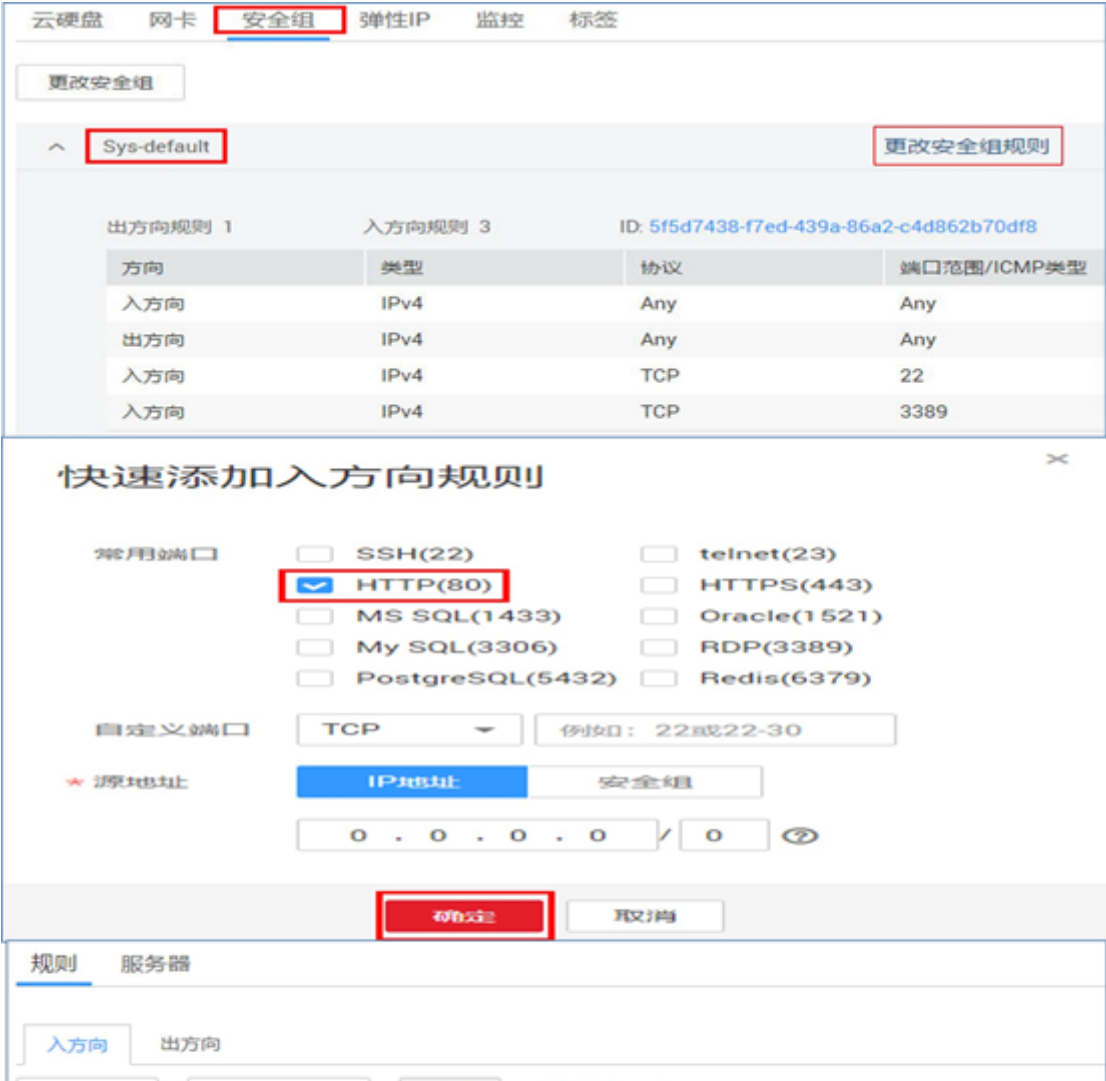 云硬盘 网卡 安全组 弹性IP 监控 标签
更改安全组
Sys-default 更改安全组规则
出方向规则 1 入方向规则 3 ID: 5f5d7438-f7ed-439a-86a2-c4d862b70df8
方向 类型 协议 端口范围/ICMP类型
入方向 IPv4 Any Any
出方向 IPv4 Any Any
入方向 IPv4 TCP 22
入方向 IPv4 TCP 3389
快速添加入方向规则
常用端口 SSH(22) telnet(23)
HTTP(80) HTTPS(443)
MS SQL(1433) Oracle(1521)
My SQL(3306) RDP(3389)
PostgreSQL(5432) Redis(6379)
自定义端口 TCP 例如：22或22-30
* 源地址 IP地址 安全组
0 . 0 . 0 . 0 / 0
确定 取消
规则 服务器
入方向 出方向